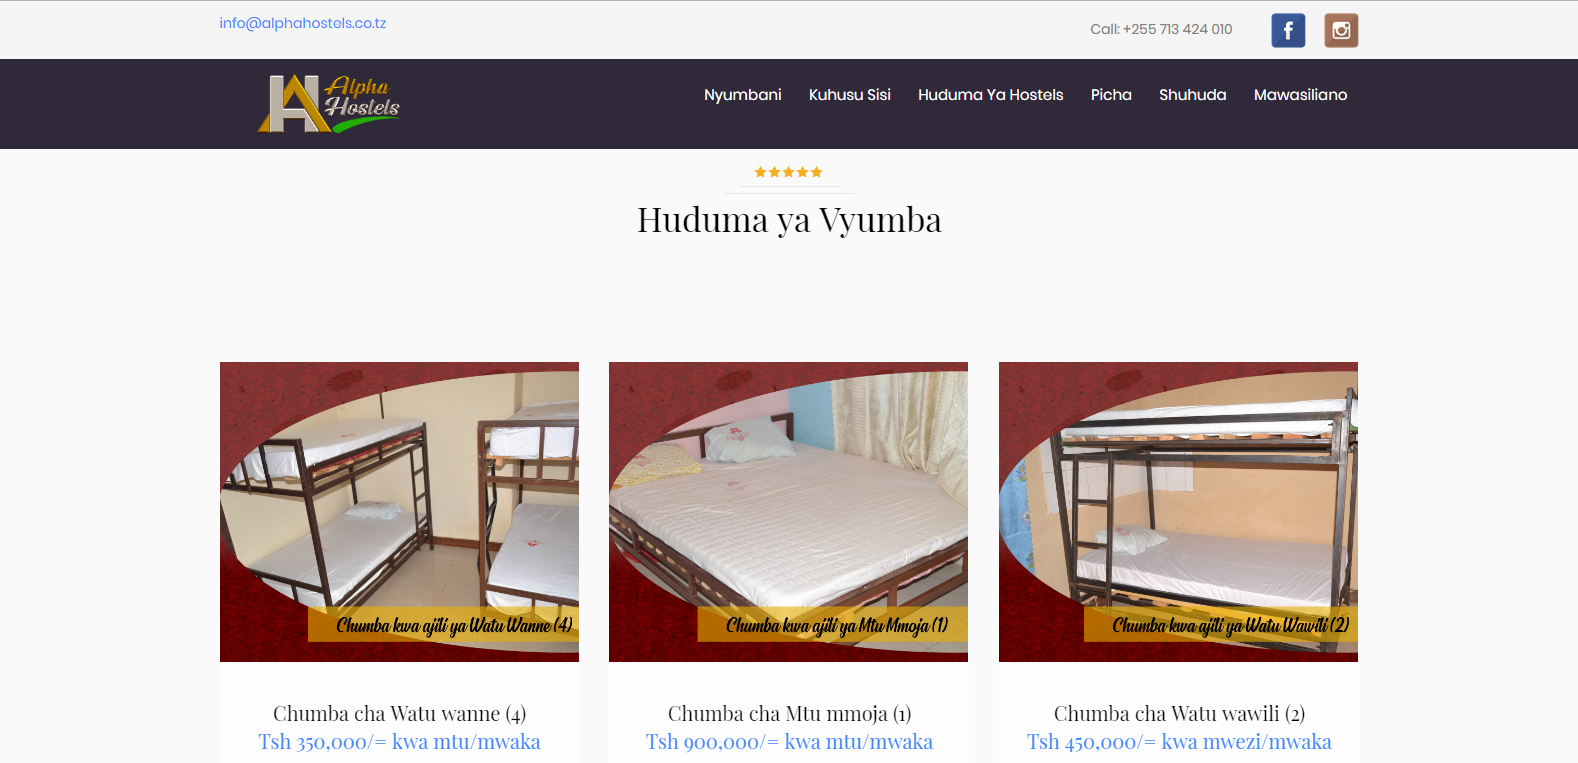 info@alphahostels.co.tz
Call: +255 713 424 010
Alpha
Hostels
Nyumbani Kuhusu Sisi Huduma Ya Hostels Picha Shuhuda Mawasiliano
Huduma ya Vyumba
Chumba kwa ajili ya Watu Wanne (4)
Chumba kwa ajili ya Mtu Mmoja (1)
Chumba kwa ajili ya Watu Wawili (2)
Chumba cha Watu wanne (4)
Tsh 350,000/= kwa mtu/mwaka
Chumba cha Mtu mmoja (1)
Tsh 900,000/= kwa mtu/mwaka
Chumba cha Watu wawili (2)
Tsh 450,000/= kwa mwezi/mwaka